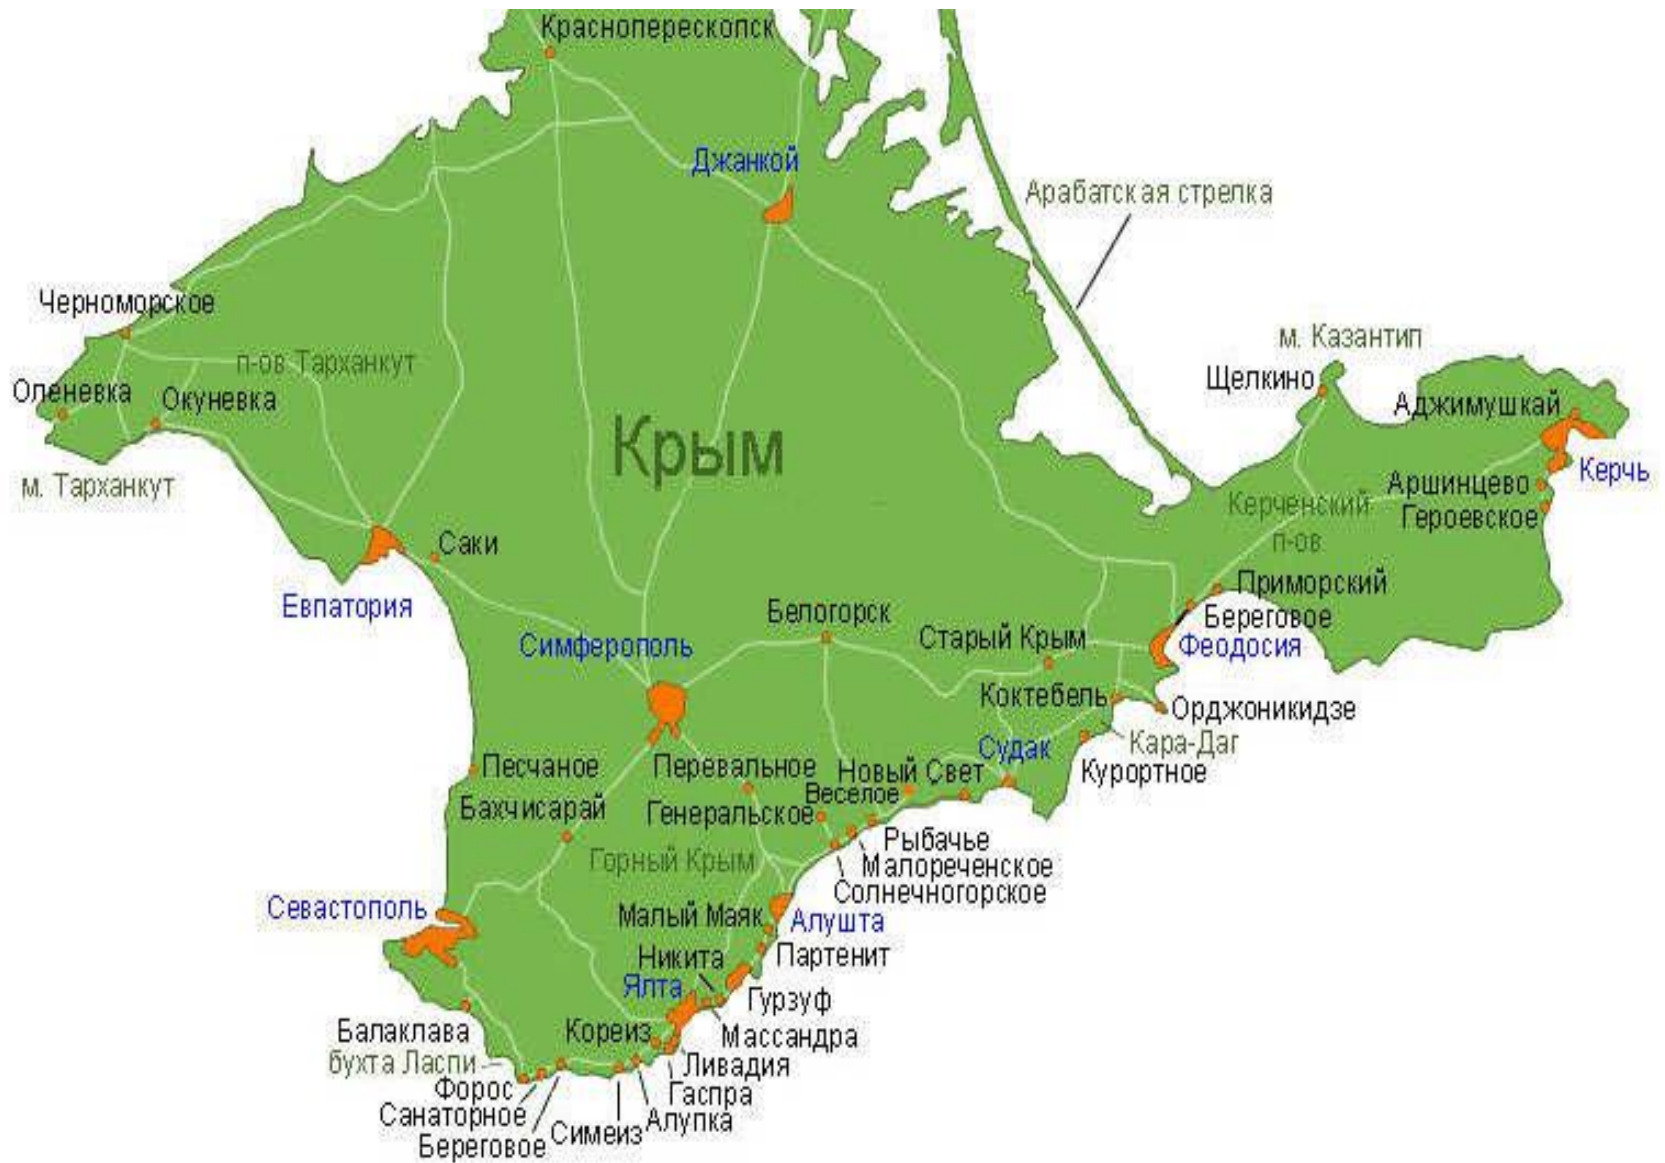 Красноперескопск
Джанкой
Арабатская стрелка
Черноморское
м. Казантип
п-ов Тарханкут
Щелкино
Оленевка
Окуневка
Аджимушкай
Крым
м. Тарханкут
Керчь
Аршинцево
Керченский
п-ов
Героевское
Саки
Евпатория
Приморский
Белогорск
Береговое
Симферополь
Старый Крым
Феодосия
Коктебель
Орджоникидзе
Кара-Даг
Судак
Песчаное
Перевальное
Новый Свет
Курортное
Веселое
Бахчисарай
Генеральское
Рыбачье
Горный Крым
Малореченское
Солнечногорское
Севастополь
Малый Маяк
Алушта
Никита
Партенит
Ялта
Гурзуф
Балаклава
Кореиз
Массандра
бухта Ласпи
Ливадия
Форос
Гаспра
Санаторное
Алупка
Береговое
Симеиз